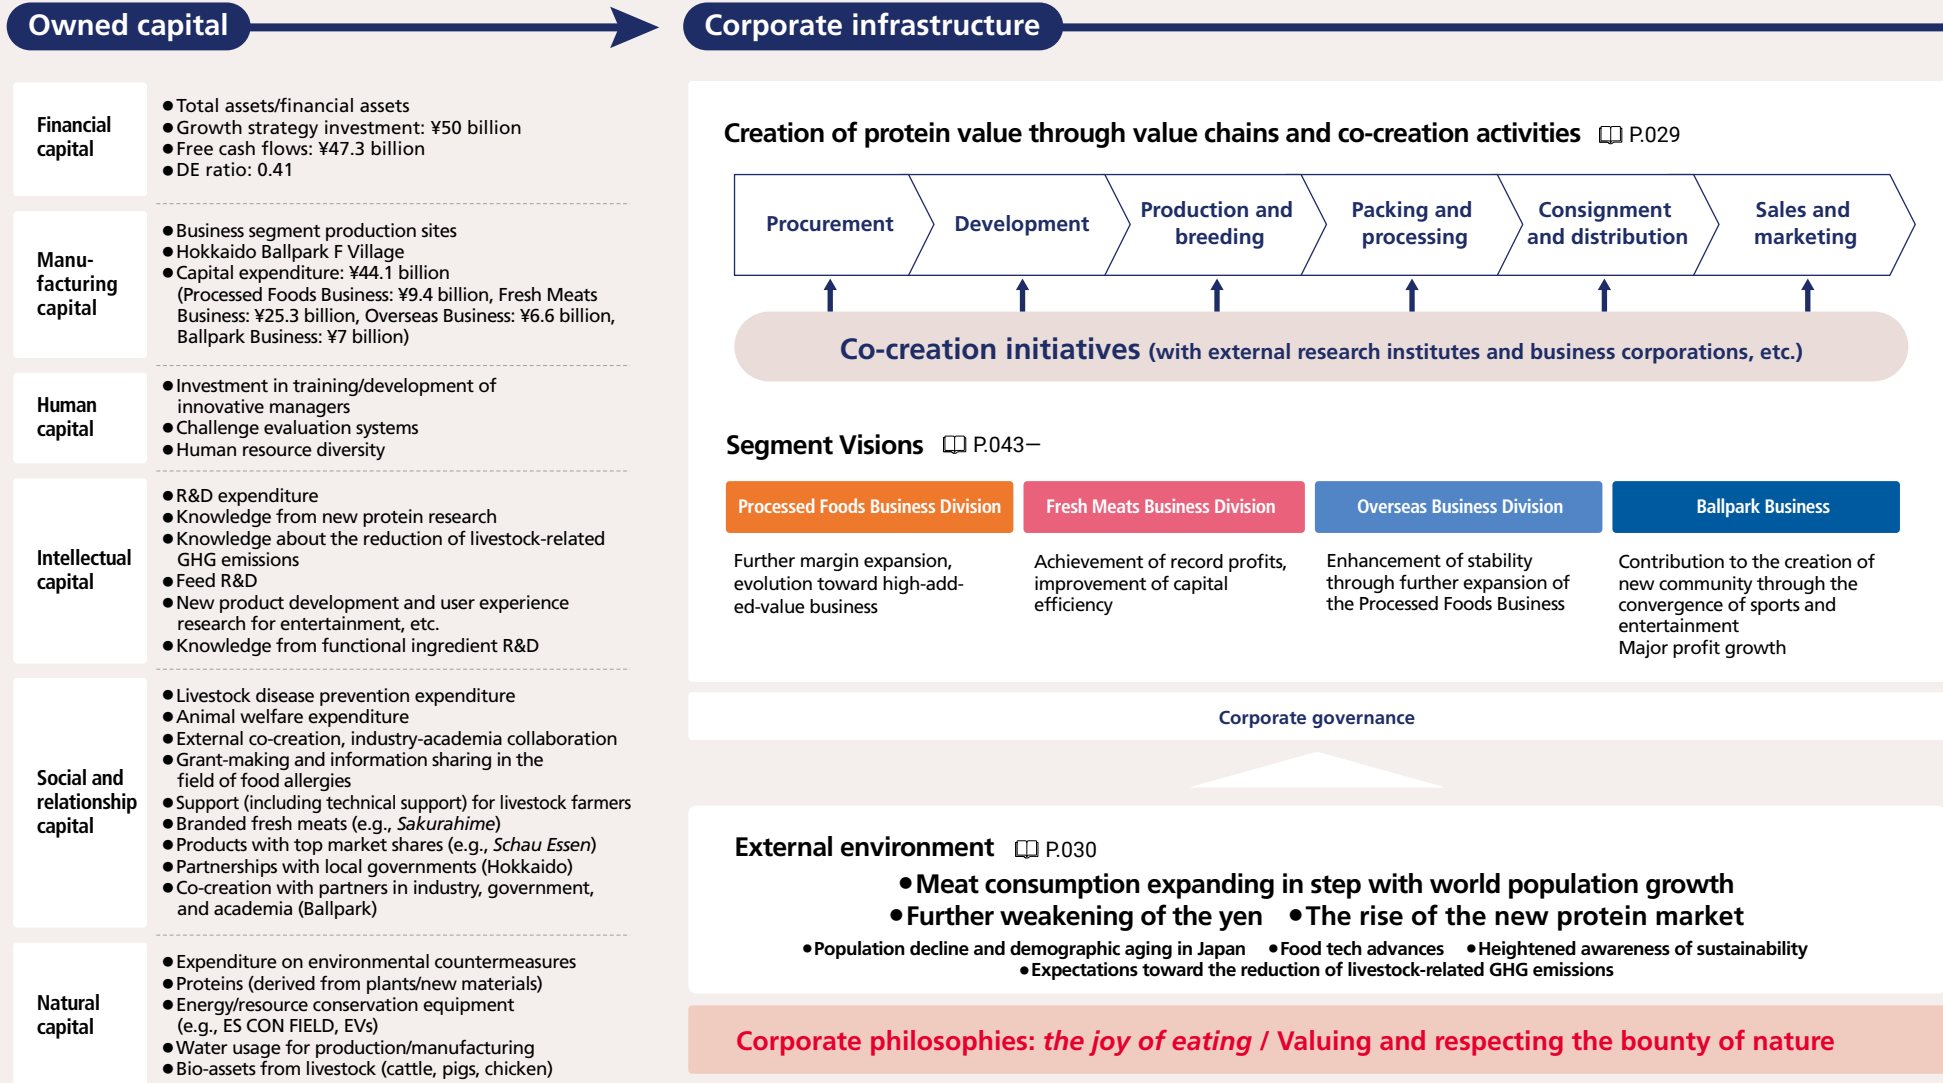 Owned capital
Corporate infrastructure
Financial
capital
●Total assets/financial assets
●Growth strategy investment: ¥50 billion
●Free cash flows: ¥47.3 billion
●DE ratio: 0.41
Manu-
facturing
capital
●Business segment production sites
●Hokkaido Ballpark F Village
●Capital expenditure: ¥44.1 billion
(Processed Foods Business: ¥9.4 billion, Fresh Meats
Business: ¥25.3 billion, Overseas Business: ¥6.6 billion,
Ballpark Business: ¥7 billion)
Human
capital
●Investment in training/development of
innovative managers
●Challenge evaluation systems
●Human resource diversity
Intellectual
capital
●R&D expenditure
●Knowledge from new protein research
●Knowledge about the reduction of livestock-related
GHG emissions
●Feed R&D
●New product development and user experience
research for entertainment, etc.
●Knowledge from functional ingredient R&D
Social and
relationship
capital
●Livestock disease prevention expenditure
●Animal welfare expenditure
●External co-creation, industry-academia collaboration
●Grant-making and information sharing in the
field of food allergies
●Support (including technical support) for livestock farmers
●Branded fresh meats (e.g., Sakurahime)
●Products with top market shares (e.g., Schau Essen)
●Partnerships with local governments (Hokkaido)
●Co-creation with partners in industry, government,
and academia (Ballpark)
Natural
capital
●Expenditure on environmental countermeasures
●Proteins (derived from plants/new materials)
●Energy/resource conservation equipment
(e.g., ES CON FIELD, EVs)
●Water usage for production/manufacturing
●Bio-assets from livestock (cattle, pigs, chicken)
Creation of protein value through value chains and co-creation activities P.029
Procurement
Development
Production and
breeding
Packing and
processing
Consignment
and distribution
Sales and
marketing
Co-creation initiatives (with external research institutes and business corporations, etc.)
Segment Visions P.043—
Processed Foods Business Division
Further margin expansion,
evolution toward high-add-
ed-value business
Fresh Meats Business Division
Achievement of record profits,
improvement of capital
efficiency
Overseas Business Division
Enhancement of stability
through further expansion of
the Processed Foods Business
Ballpark Business
Contribution to the creation of
new community through the
convergence of sports and
entertainment
Major profit growth
Corporate governance
External environment P.030
●Meat consumption expanding in step with world population growth
●Further weakening of the yen ●The rise of the new protein market
●Population decline and demographic aging in Japan ●Food tech advances ●Heightened awareness of sustainability
●Expectations toward the reduction of livestock-related GHG emissions
Corporate philosophies: the joy of eating / Valuing and respecting the bounty of nature